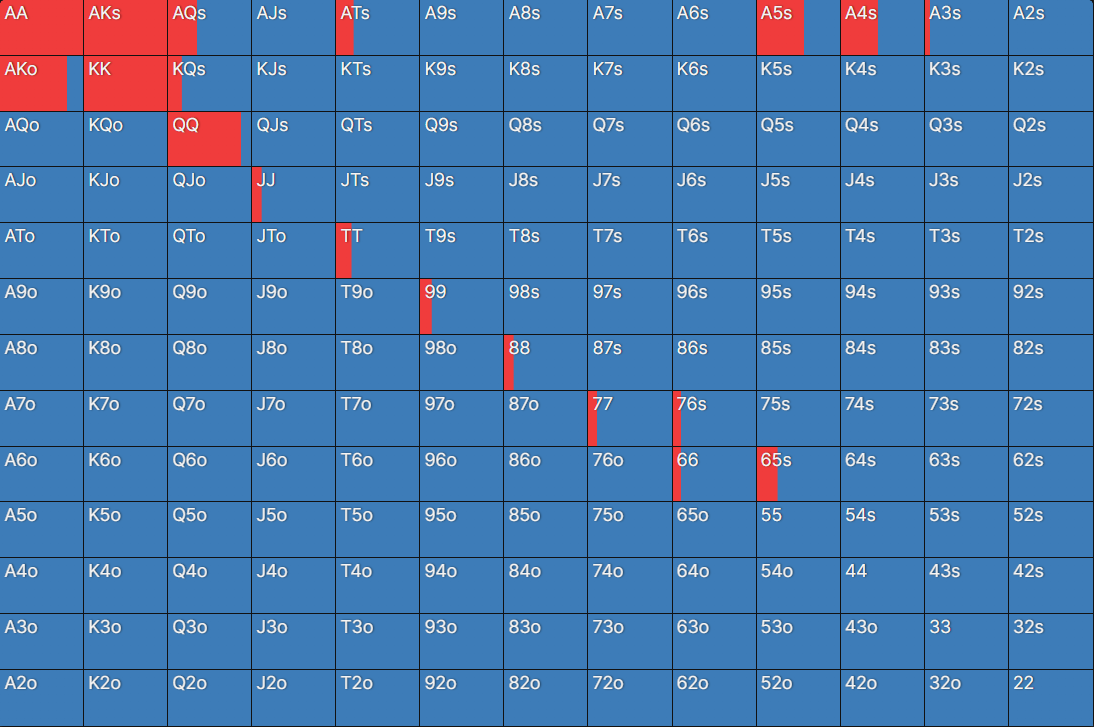 AA AKs AQs AJs ATs A9s A8s A7s A6s A5s A4s A3s A2s
AKo KK KQs KJs KTs K9s K8s K7s K6s K5s K4s K3s K2s
AQo KQo QQ QJs QTs Q9s Q8s Q7s Q6s Q5s Q4s Q3s Q2s
AJo KJo QJo JJ JTs J9s J8s J7s J6s J5s J4s J3s J2s
ATo KTo QTo JTo TT T9s T8s T7s T6s T5s T4s T3s T2s
A9o K9o Q9o J9o T9o 99 98s 97s 96s 95s 94s 93s 92s
A8o K8o Q8o J8o T8o 98o 88 87s 86s 85s 84s 83s 82s
A7o K7o Q7o J7o T7o 97o 87o 77 76s 75s 74s 73s 72s
A6o K6o Q6o J6o T6o 96o 86o 76o 66 65s 64s 63s 62s
A5o K5o Q5o J5o T5o 95o 85o 75o 65o 55 54s 53s 52s
A4o K4o Q4o J4o T4o 94o 84o 74o 64o 54o 44 43s 42s
A3o K3o Q3o J3o T3o 93o 83o 73o 63o 53o 43o 33 32s
A2o K2o Q2o J2o T2o 92o 82o 72o 62o 52o 42o 32o 22